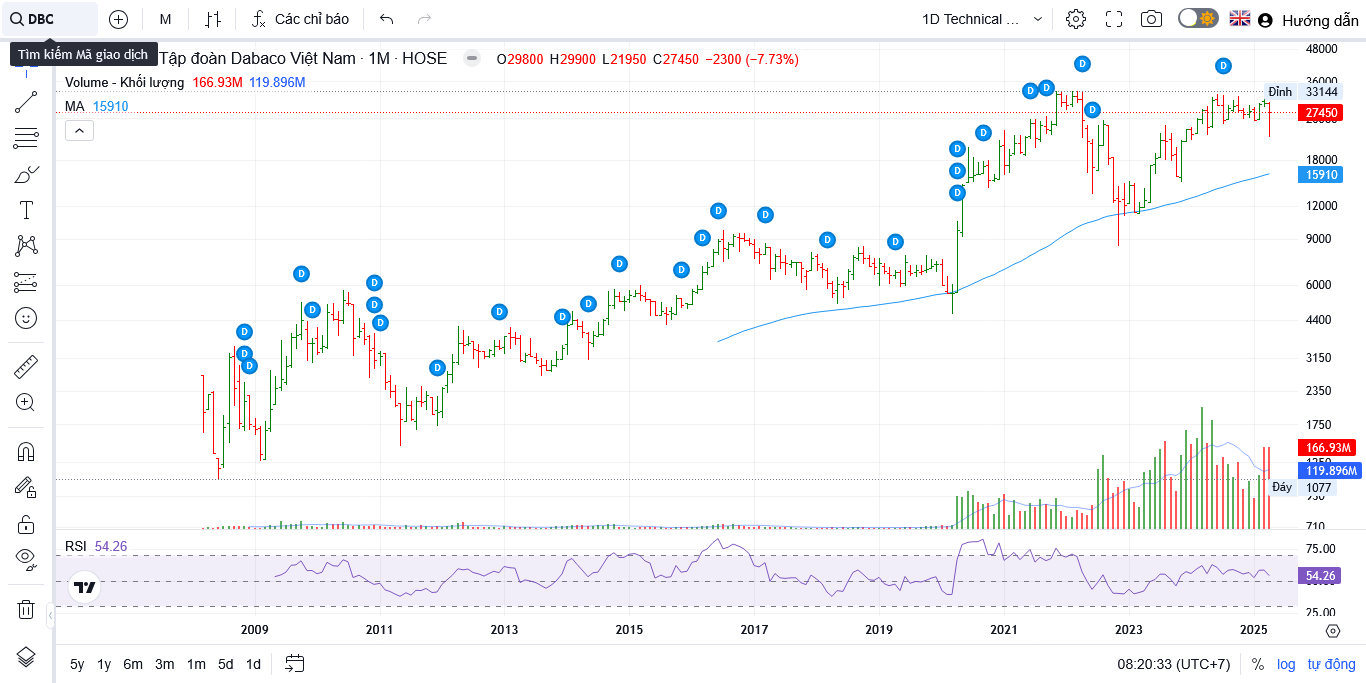 DBC
M
Các chỉ báo
1D Technical ...
Hướng dẫn
Tìm kiếm Mã giao dịch
Tập đoàn Dabaco Việt Nam · 1M · HOSE
O29800 H29900 L21950 C27450 −2300 (−7.73%)
Volume - Khối lượng 166.93M 119.896M
MA 15910
D D D D D D D D D D D D D D D D D D D D D D D D D D D D
48000
36000
Đỉnh 33144
27450
18000
15910
12000
9000
6000
4400
3150
2350
1750
166.93M
119.896M
Đáy 1077
710
RSI 54.26
75.00
54.26
25.00
2009 2011 2013 2015 2017 2019 2021 2023 2025
5y 1y 6m 3m 1m 5d 1d
08:20:33 (UTC+7) % log tự động